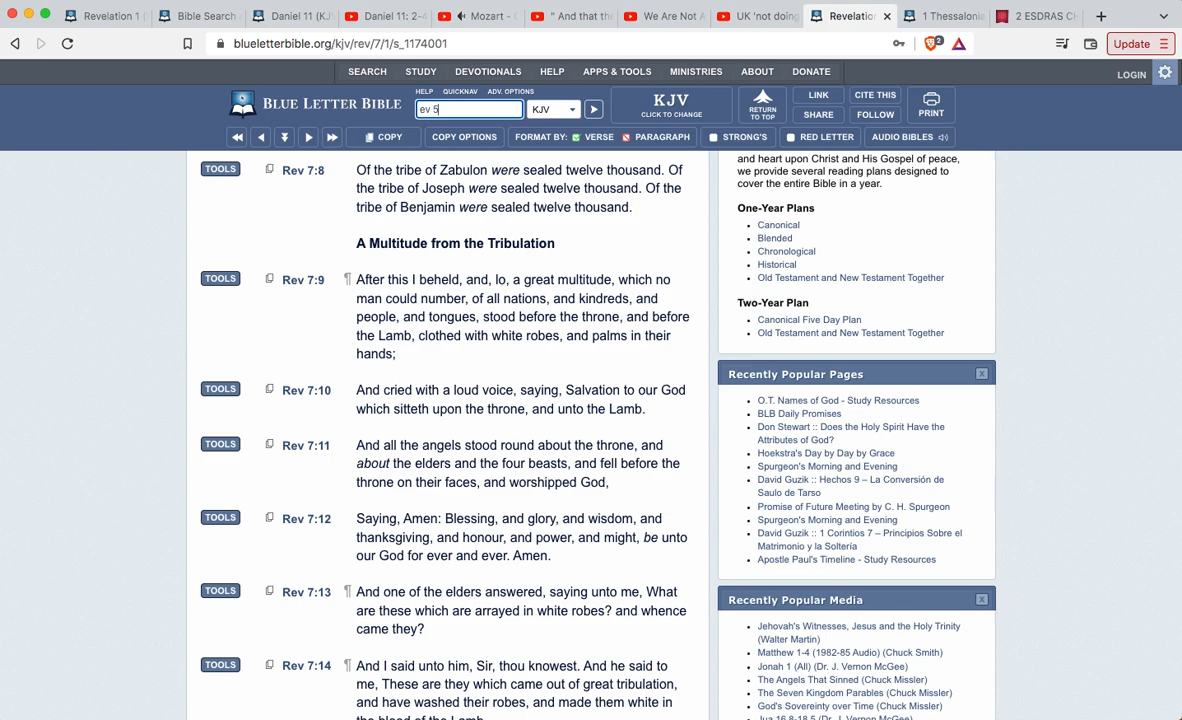 Revelation 1 (
Bible Search a
Daniel 11 (KJ
Daniel 11; 2-4
Mozart - C
" And that the
We Are Not A
UK 'not doing
Revelatio
1 Thessalonia
2 ESDRAS CH
blueletterbible.org/kjv/rev/7/1/s_1174001
2
Update
SEARCH STUDY DEVOTIONALS HELP APPS & TOOLS MINISTRIES ABOUT DONATE
LOGIN
HELP QUICKNAV ADV. OPTIONS
BLUE LETTER BIBLE
ev 5
KJV
KJV
CLICK TO CHANGE
RETURN
TO TOP
LINK
SHARE
CITE THIS
FOLLOW
PRINT
COPY
COPY OPTIONS
FORMAT BY: VERSE PARAGRAPH
STRONG'S
RED LETTER
AUDIO BIBLES
TOOLS Rev 7:8 Of the tribe of Zabulon were sealed twelve thousand. Of
the tribe of Joseph were sealed twelve thousand. Of the
tribe of Benjamin were sealed twelve thousand.
A Multitude from the Tribulation
TOOLS Rev 7:9 ¶ After this I beheld, and, lo, a great multitude, which no
man could number, of all nations, and kindreds, and
people, and tongues, stood before the throne, and before
the Lamb, clothed with white robes, and palms in their
hands;
TOOLS Rev 7:10 And cried with a loud voice, saying, Salvation to our God
which sitteth upon the throne, and unto the Lamb.
TOOLS Rev 7:11 And all the angels stood round about the throne, and
about the elders and the four beasts, and fell before the
throne on their faces, and worshipped God,
TOOLS Rev 7:12 Saying, Amen: Blessing, and glory, and wisdom, and
thanksgiving, and honour, and power, and might, be unto
our God for ever and ever. Amen.
TOOLS Rev 7:13 ¶ And one of the elders answered, saying unto me, What
are these which are arrayed in white robes? and whence
came they?
TOOLS Rev 7:14 ¶ And I said unto him, Sir, thou knowest. And he said to
me, These are they which came out of great tribulation,
and have washed their robes, and made them white in
the blood of the Lamb.
and heart upon Christ and His Gospel of peace,
we provide several reading plans designed to
cover the entire Bible in a year.
One-Year Plans
Canonical
Blended
Chronological
Historical
Old Testament and New Testament Together
Two-Year Plan
Canonical Five Day Plan
Old Testament and New Testament Together
Recently Popular Pages
x
O.T. Names of God - Study Resources
BLB Daily Promises
Don Stewart :: Does the Holy Spirit Have the
Attributes of God?
Hoekstra's Day by Day by Grace
Spurgeon's Morning and Evening
David Guzik :: Hechos 9 – La Conversión de
Saulo de Tarso
Promise of Future Meeting by C. H. Spurgeon
Spurgeon's Morning and Evening
David Guzik :: 1 Corintios 7 – Principios Sobre el
Matrimonio y la Soltería
Apostle Paul's Timeline - Study Resources
Recently Popular Media
x
Jehovah's Witnesses, Jesus and the Holy Trinity
(Walter Martin)
Matthew 1-4 (1982-85 Audio) (Chuck Smith)
Jonah 1 (All) (Dr. J. Vernon McGee)
The Angels That Sinned (Chuck Missler)
The Seven Kingdom Parables (Chuck Missler)
God's Sovereinty over Time (Chuck Missler)
Jua 16.8-18.5 (Dr. J. Vernon McGee)